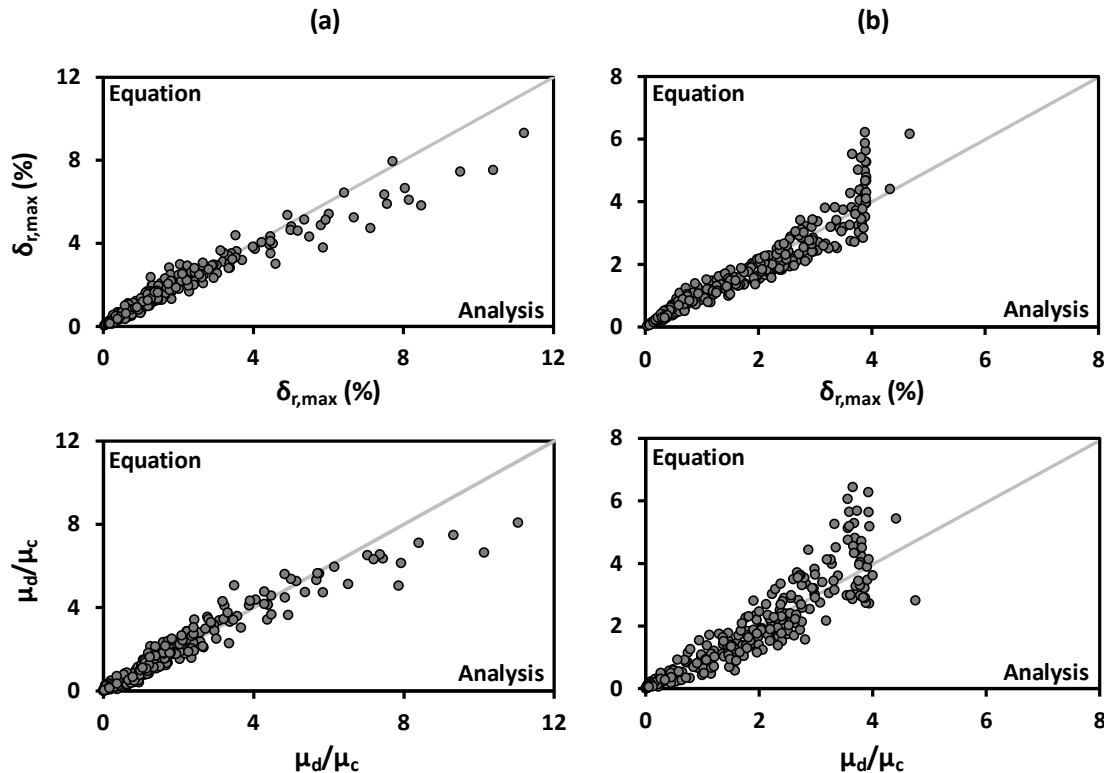 (a)
(b)
12
Equation
8
δr,max (%)
4
0
Analysis
0
4
8
12
δr,max (%)
8
Equation
6
4
2
0
Analysis
0
2
4
6
8
δr,max (%)
12
Equation
8
μd/μc
4
0
Analysis
0
4
8
12
μd/μc
8
Equation
6
4
2
0
Analysis
0
2
4
6
8
μd/μc